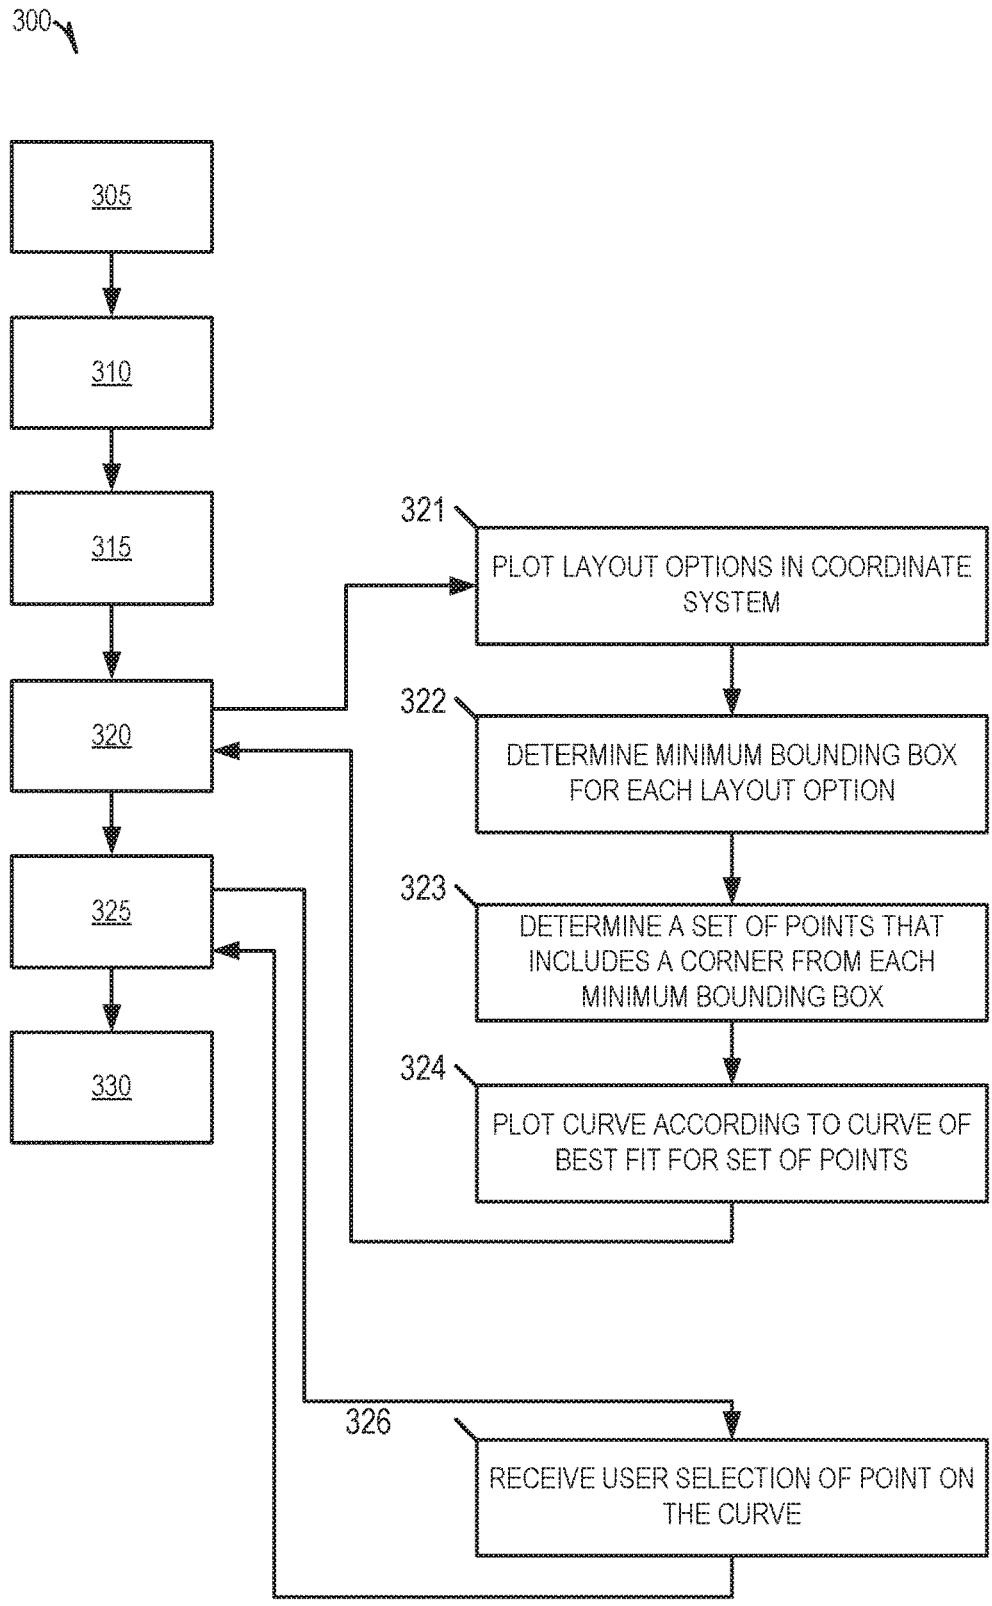 300
305
310
315
320
325
330
321
PLOT LAYOUT OPTIONS IN COORDINATE
SYSTEM
322
DETERMINE MINIMUM BOUNDING BOX
FOR EACH LAYOUT OPTION
323
DETERMINE A SET OF POINTS THAT
INCLUDES A CORNER FROM EACH
MINIMUM BOUNDING BOX
324
PLOT CURVE ACCORDING TO CURVE OF
BEST FIT FOR SET OF POINTS
326
RECEIVE USER SELECTION OF POINT ON
THE CURVE